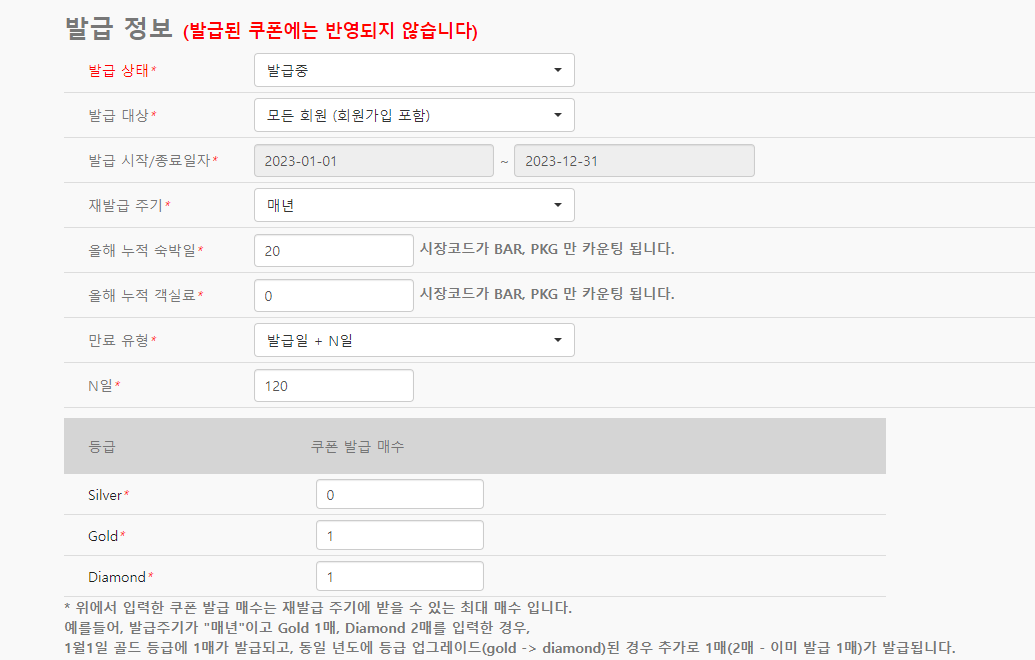 발급 정보 (발급된 쿠폰에는 반영되지 않습니다)
발급 상태* 발급중
발급 대상* 모든 회원 (회원가입 포함)
발급 시작/종료일자* 2023-01-01 ~ 2023-12-31
재발급 주기* 매년
올해 누적 숙박일* 20 시장코드가 BAR, PKG 만 카운팅 됩니다.
올해 누적 객실료* 0 시장코드가 BAR, PKG 만 카운팅 됩니다.
만료 유형* 발급일 + N일
N일* 120
등급 쿠폰 발급 매수
Silver* 0
Gold* 1
Diamond* 1
* 위에서 입력한 쿠폰 발급 매수는 재발급 주기에 받을 수 있는 최대 매수 입니다.
예를들어, 발급주기가 "매년"이고 Gold 1매, Diamond 2매를 입력한 경우,
1월1일 골드 등급에 1매가 발급되고, 동일 년도에 등급 업그레이드(gold -> diamond)된 경우 추가로 1매(2매 - 이미 발급 1매)가 발급됩니다.